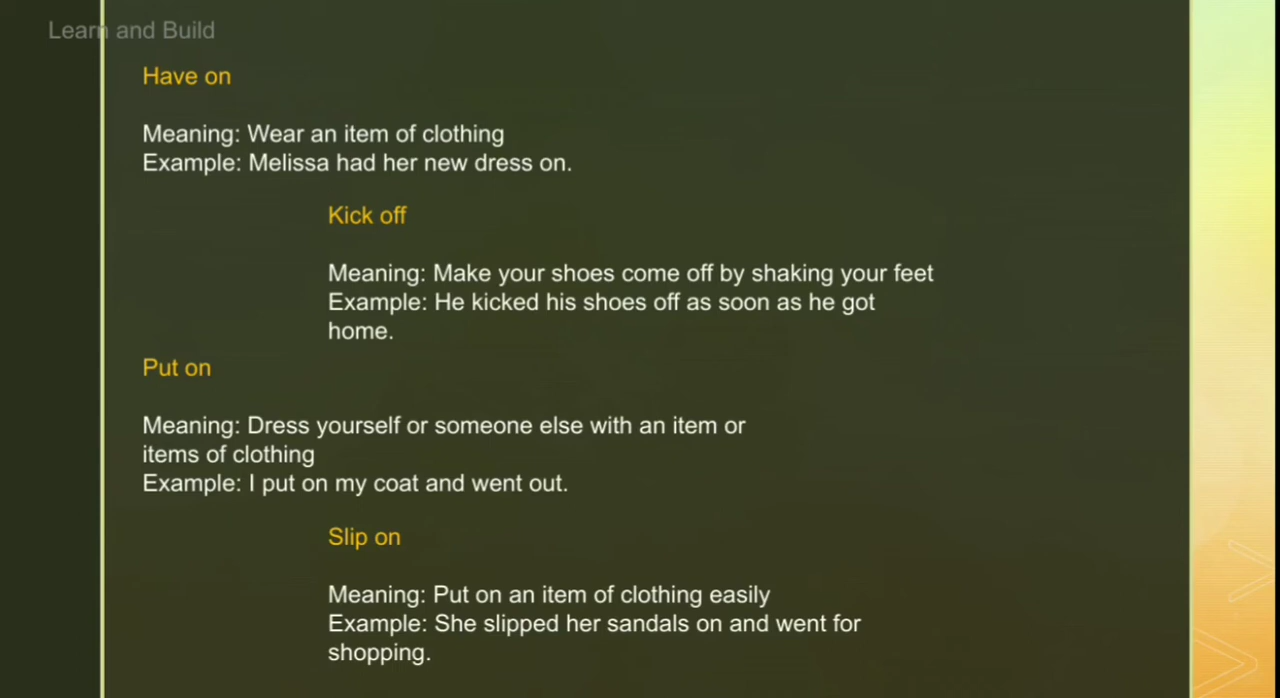 Learn and Build
Have on
Meaning: Wear an item of clothing
Example: Melissa had her new dress on.
Kick off
Meaning: Make your shoes come off by shaking your feet
Example: He kicked his shoes off as soon as he got
home.
Put on
Meaning: Dress yourself or someone else with an item or
items of clothing
Example: I put on my coat and went out.
Slip on
Meaning: Put on an item of clothing easily
Example: She slipped her sandals on and went for
shopping.